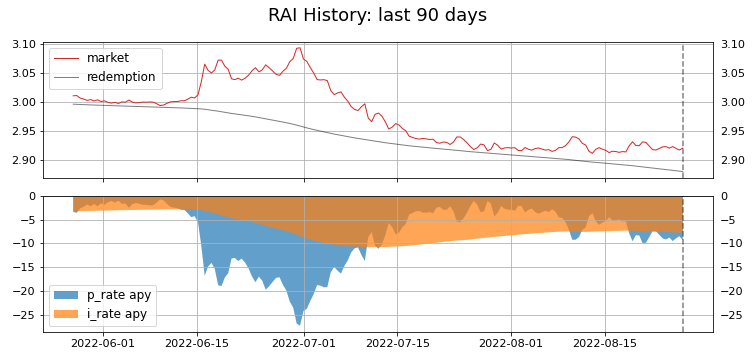 RAI History: last 90 days
3.10 3.10
market
redemption
3.05 3.05
3.00 3.00
2.95 2.95
2.90 2.90
0 0
−5 −5
−10 −10
−15 −15
−20 −20
p_rate apy
i_rate apy
−25 −25
2022-06-01 2022-06-15 2022-07-01 2022-07-15 2022-08-01 2022-08-15